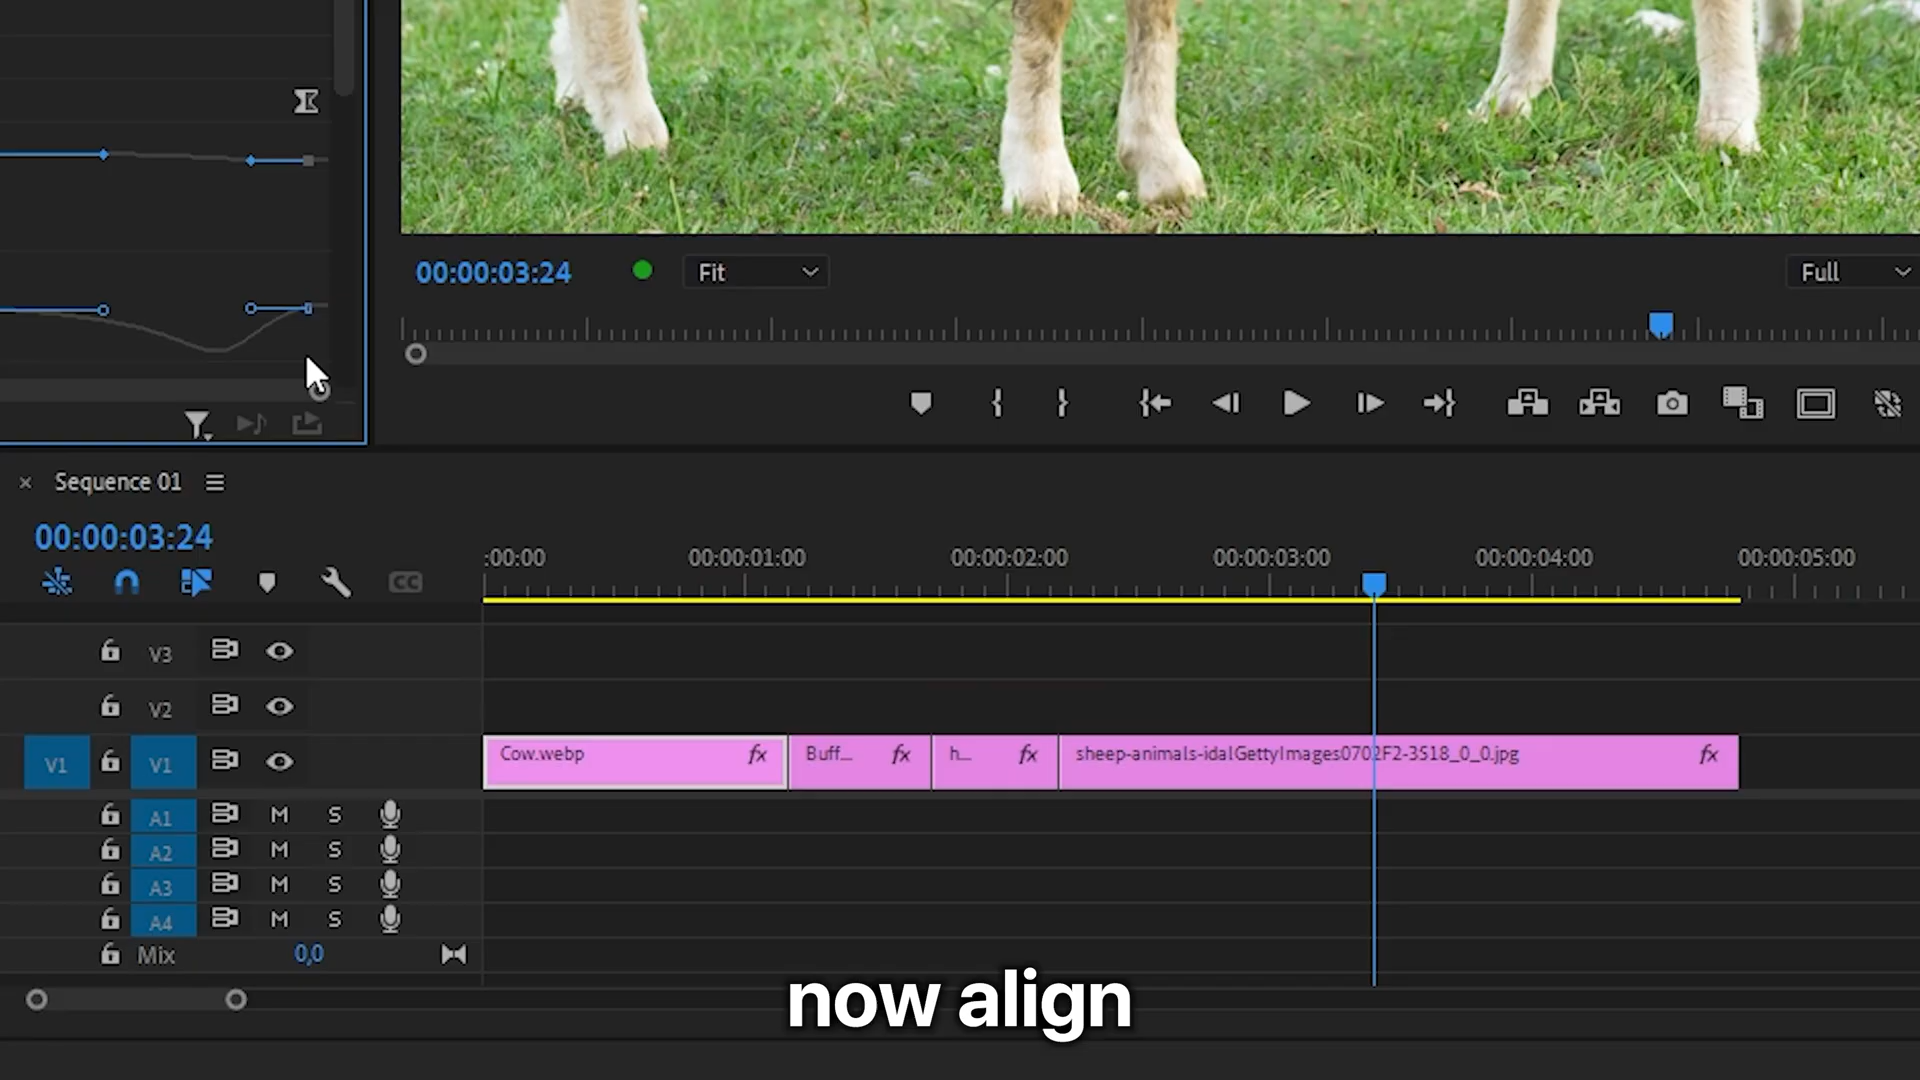 00:00:03:24
Fit
Full
Sequence 01
00:00:03:24
:00:00
00:00:01:00
00:00:02:00
00:00:03:00
00:00:04:00
00:00:05:00
CC
V3
V2
V1
V1
Cow.webp fx
Buff... fx
h... fx
sheep-animals-idalGettyImages0702F2-3518_0_0.jpg fx
A1 M S
A2 M S
A3 M S
A4 M S
Mix 0,0
now align